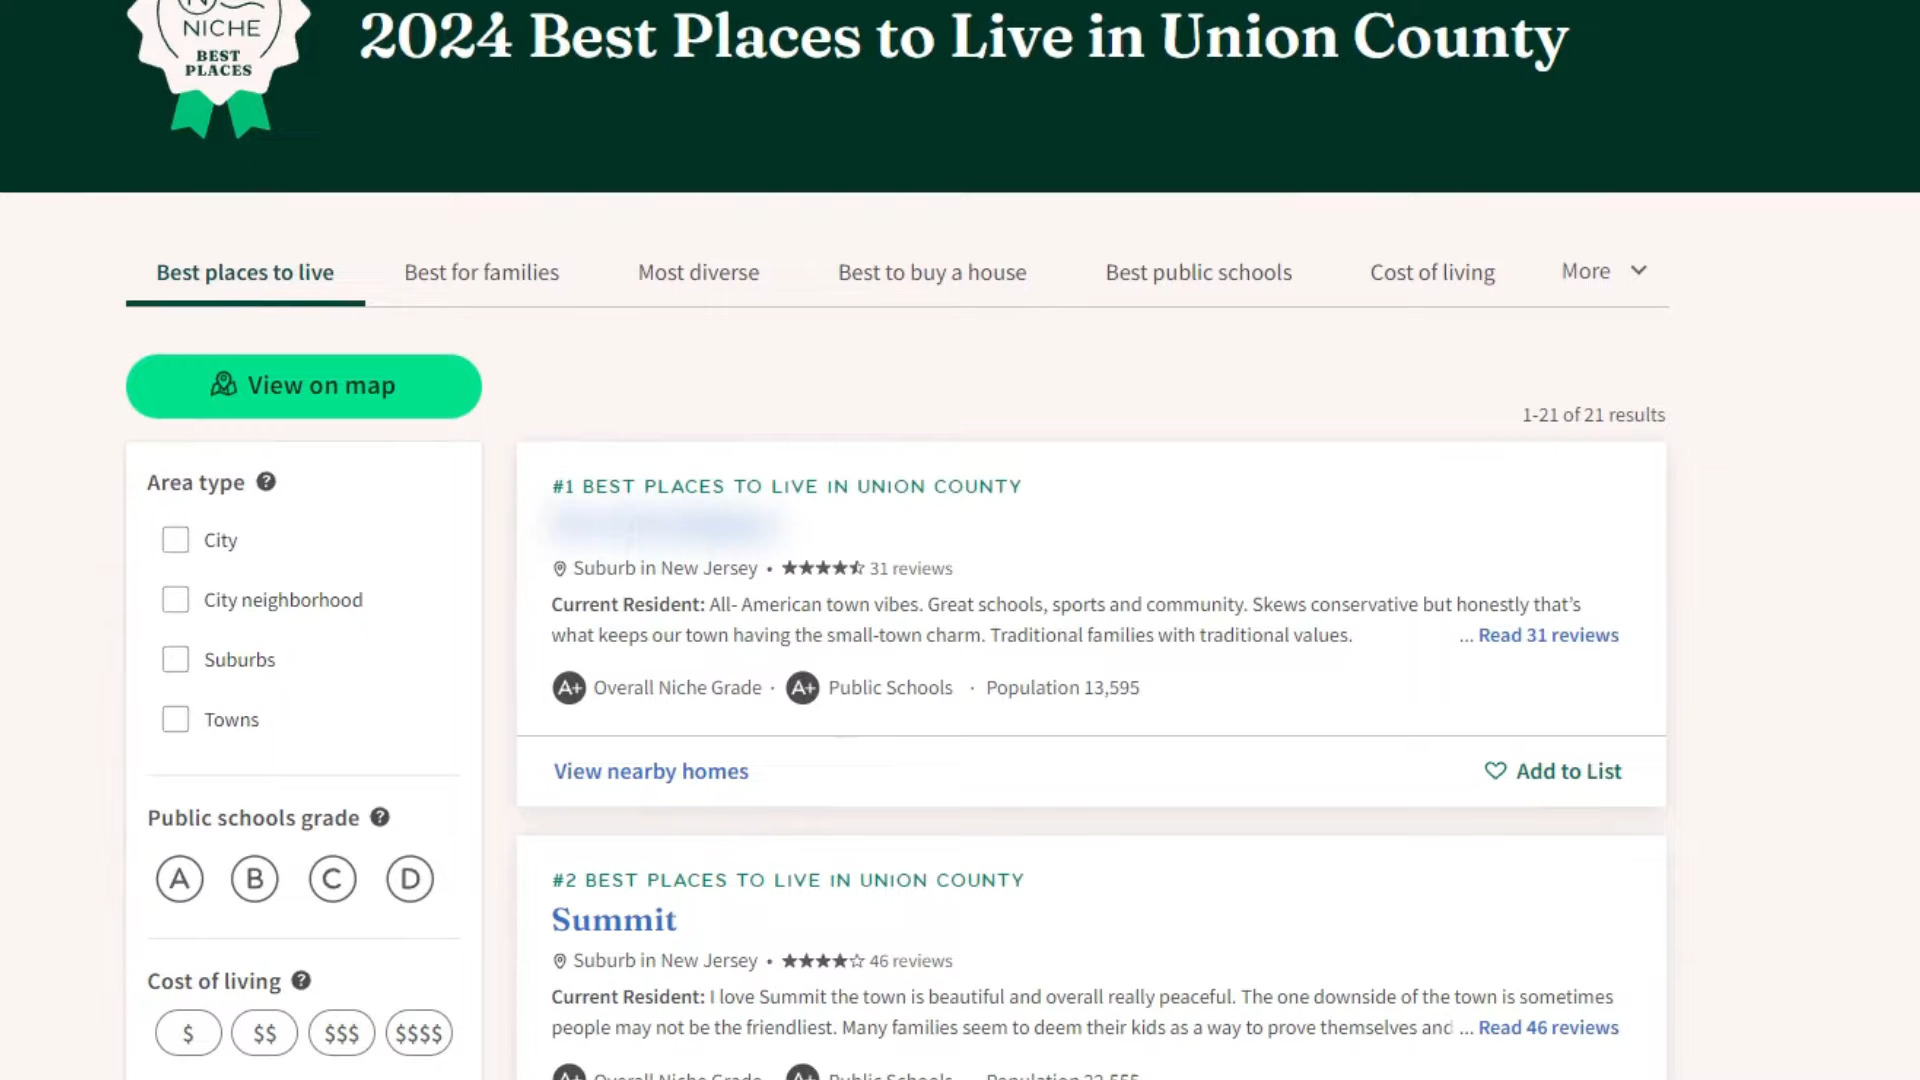 NICHE
BEST
PLACES
2024 Best Places to Live in Union County
Best places to live
Best for families
Most diverse
Best to buy a house
Best public schools
Cost of living
More
View on map
1-21 of 21 results
Area type
City
City neighborhood
Suburbs
Towns
Public schools grade
A B C D
Cost of living
$ $$ $$$ $$$$
#1 BEST PLACES TO LIVE IN UNION COUNTY
Suburb in New Jersey • 31 reviews
Current Resident: All- American town vibes. Great schools, sports and community. Skews conservative but honestly that’s
what keeps our town having the small-town charm. Traditional families with traditional values. ... Read 31 reviews
A+ Overall Niche Grade · A+ Public Schools · Population 13,595
View nearby homes
Add to List
#2 BEST PLACES TO LIVE IN UNION COUNTY
Summit
Suburb in New Jersey • 46 reviews
Current Resident: I love Summit the town is beautiful and overall really peaceful. The one downside of the town is sometimes
people may not be the friendliest. Many families seem to deem their kids as a way to prove themselves and ... Read 46 reviews
A+ Overall Niche Grade A+ Public Schools Population